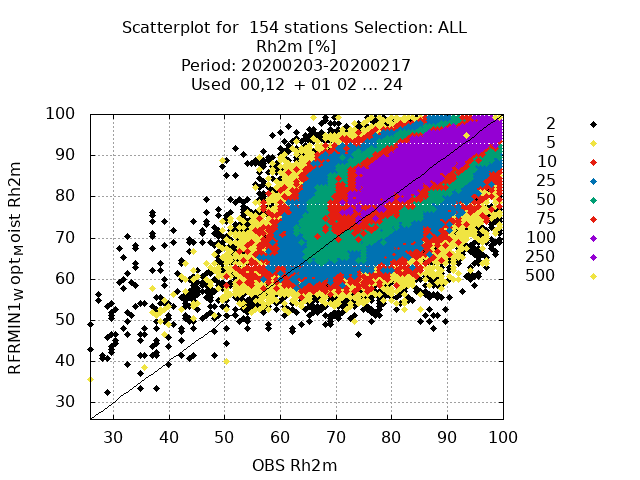 Scatterplot for  154 stations Selection: ALL
Rh2m [%]
Period: 20200203-20200217
Used  00,12  + 01 02 ... 24
RFRMIN1_W opt_M oist Rh2m
100
90
80
70
60
50
40
30
30 40 50 60 70 80 90 100
OBS Rh2m
2
5
10
25
50
75
100
250
500